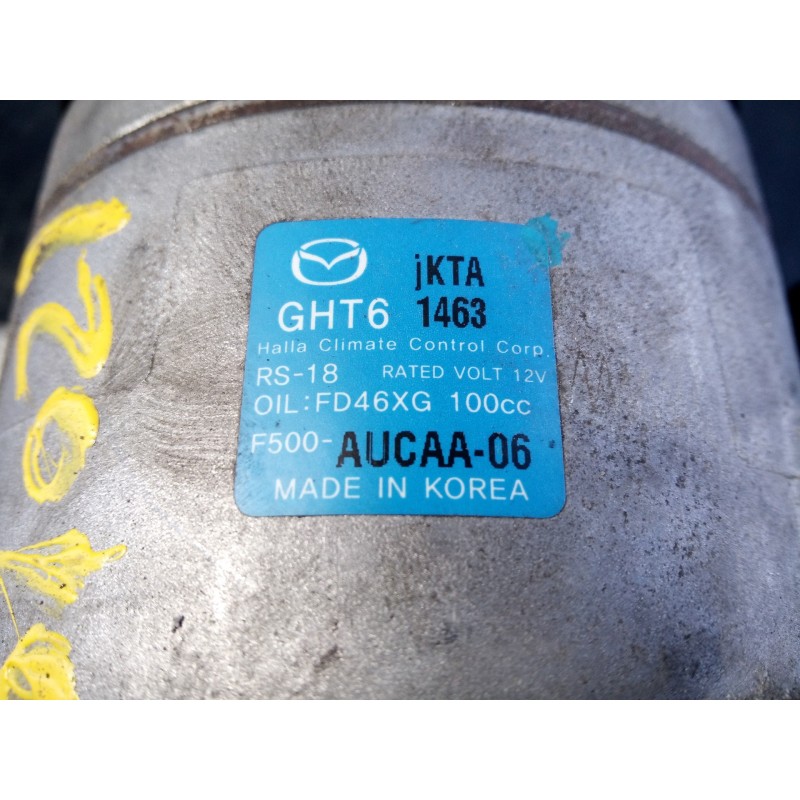 jKTA
GHT6 1463
Halla Climate Control Corp.
RS-18 RATED VOLT 12V
OIL:FD46XG 100cc
F500-AUCAA-06
MADE IN KOREA